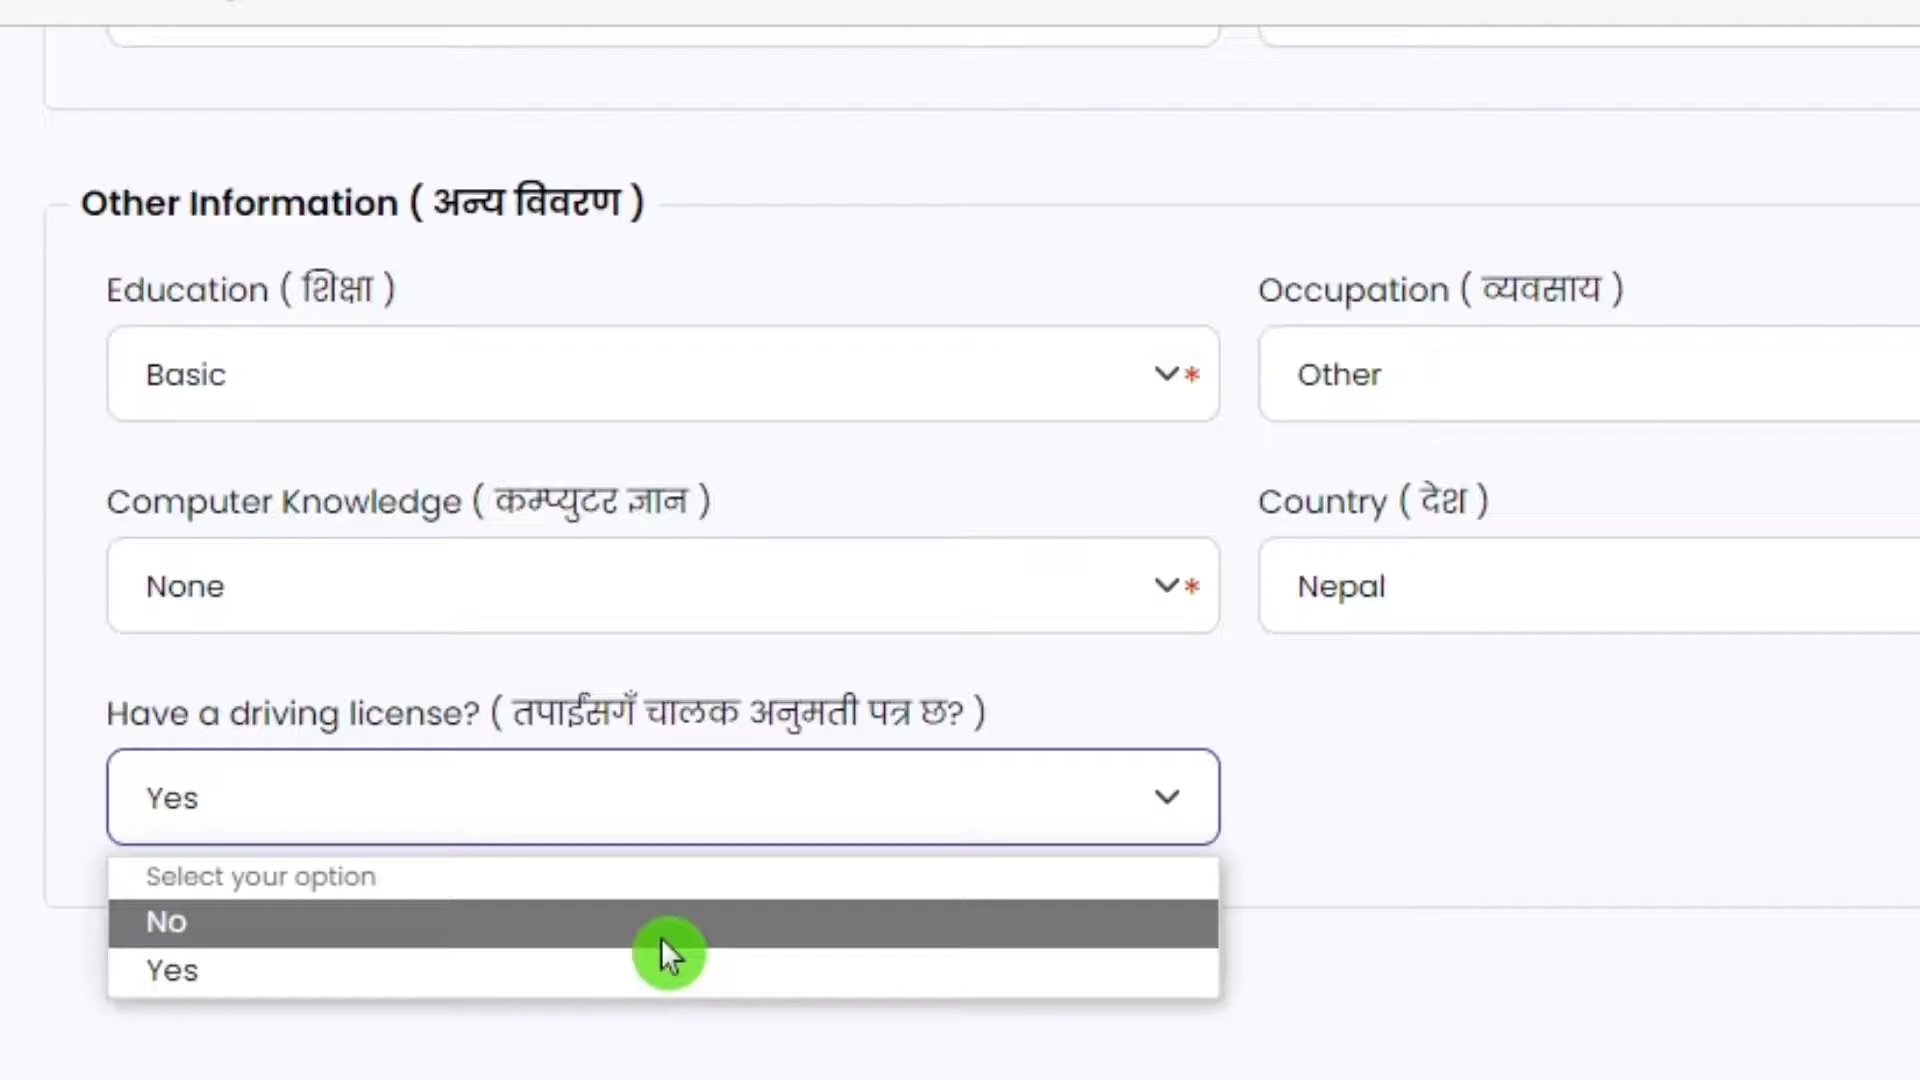 Other Information ( अन्य विवरण )
Education ( शिक्षा )
Occupation ( व्यवसाय )
Basic
*
Other
Computer Knowledge ( कम्प्युटर ज्ञान )
Country ( देश )
None
*
Nepal
Have a driving license? ( तपाईसगँ चालक अनुमती पत्र छ? )
Yes
Select your option
No
Yes